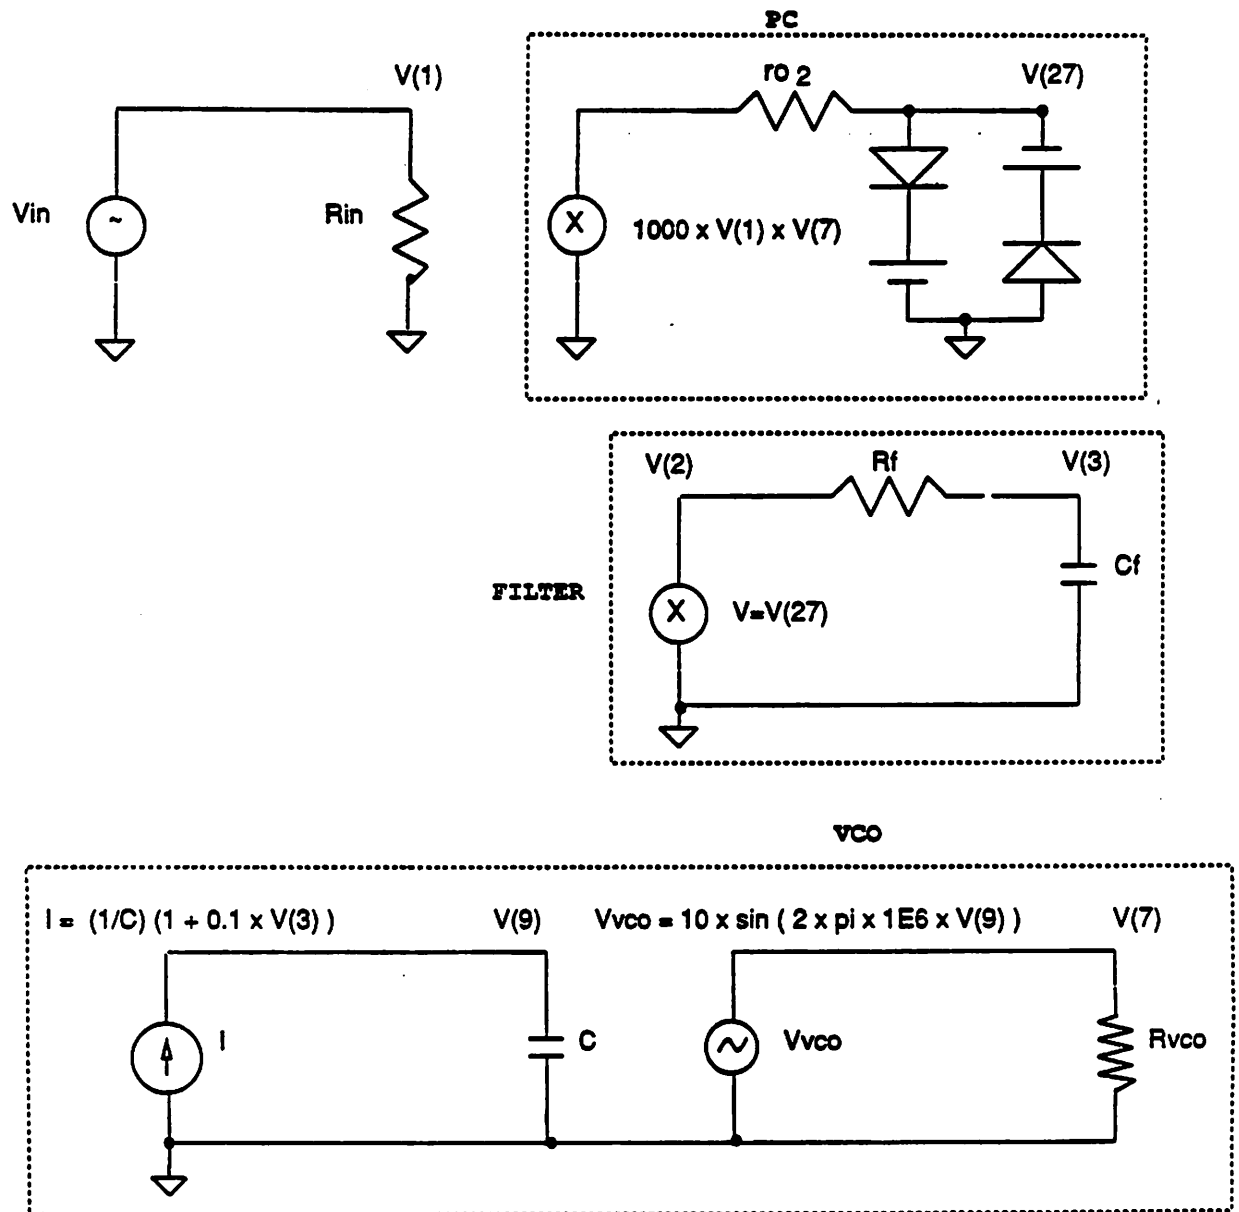 PC
V(1)
ro 2
V(27)
Vin
~
Rin
X
1000 x V(1) x V(7)
V(2)
Rf
V(3)
Cf
FILTER
X
V=V(27)
VCO
I = (1/C) (1 + 0.1 x V(3) )
V(9)
Vvco = 10 x sin ( 2 x pi x 1E6 x V(9) )
V(7)
I
C
~
Vvco
Rvco